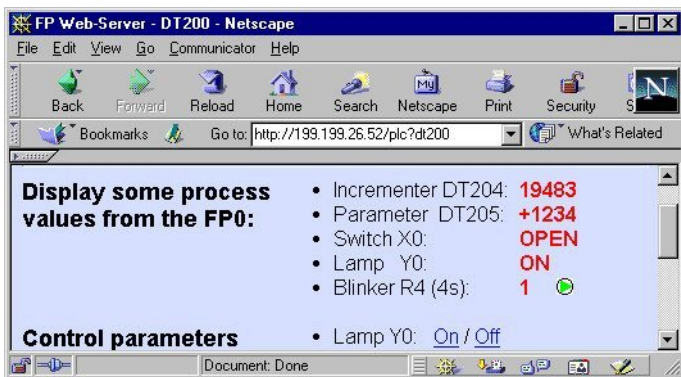 FP Web-Server - DT200 - Netscape
File Edit View Go Communicator Help
Back Forward Reload Home Search Netscape Print Security S
My
N
Bookmarks Go to: http://199.199.26.52/plc?dt200 What's Related
Display some process
values from the FP0:
• Incrementer DT204: 19483
• Parameter DT205: +1234
• Switch X0: OPEN
• Lamp Y0: ON
• Blinker R4 (4s): 1
Control parameters
• Lamp Y0: On / Off
Document: Done